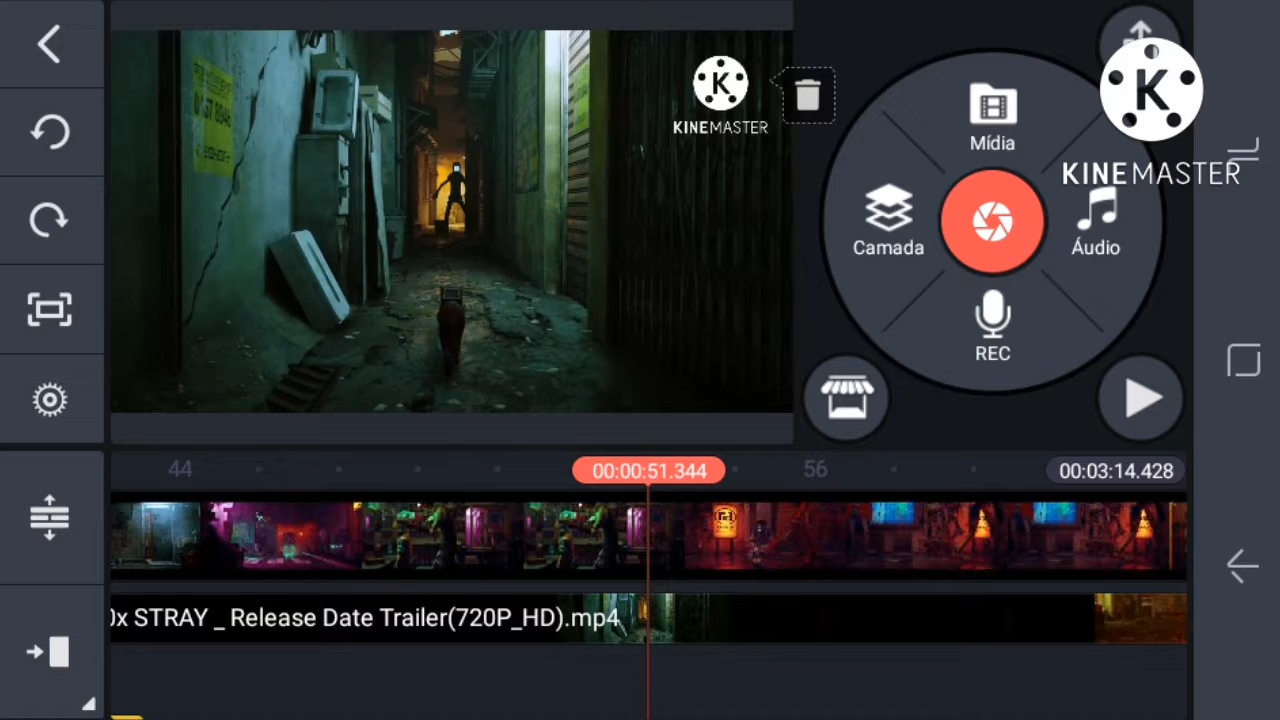 KINEMASTER
Mídia
KINEMASTER
Camada
Áudio
REC
44
00:00:51.344
56
00:03:14.428
0x STRAY _ Release Date Trailer(720P_HD).mp4